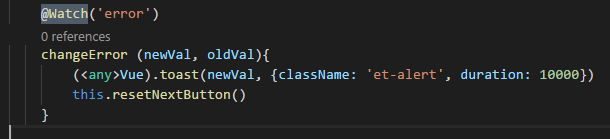 @Watch('error')
0 references
changeError (newVal, oldVal){
(<any>Vue).toast(newVal, {className: 'et-alert', duration: 10000})
this.resetNextButton()
}